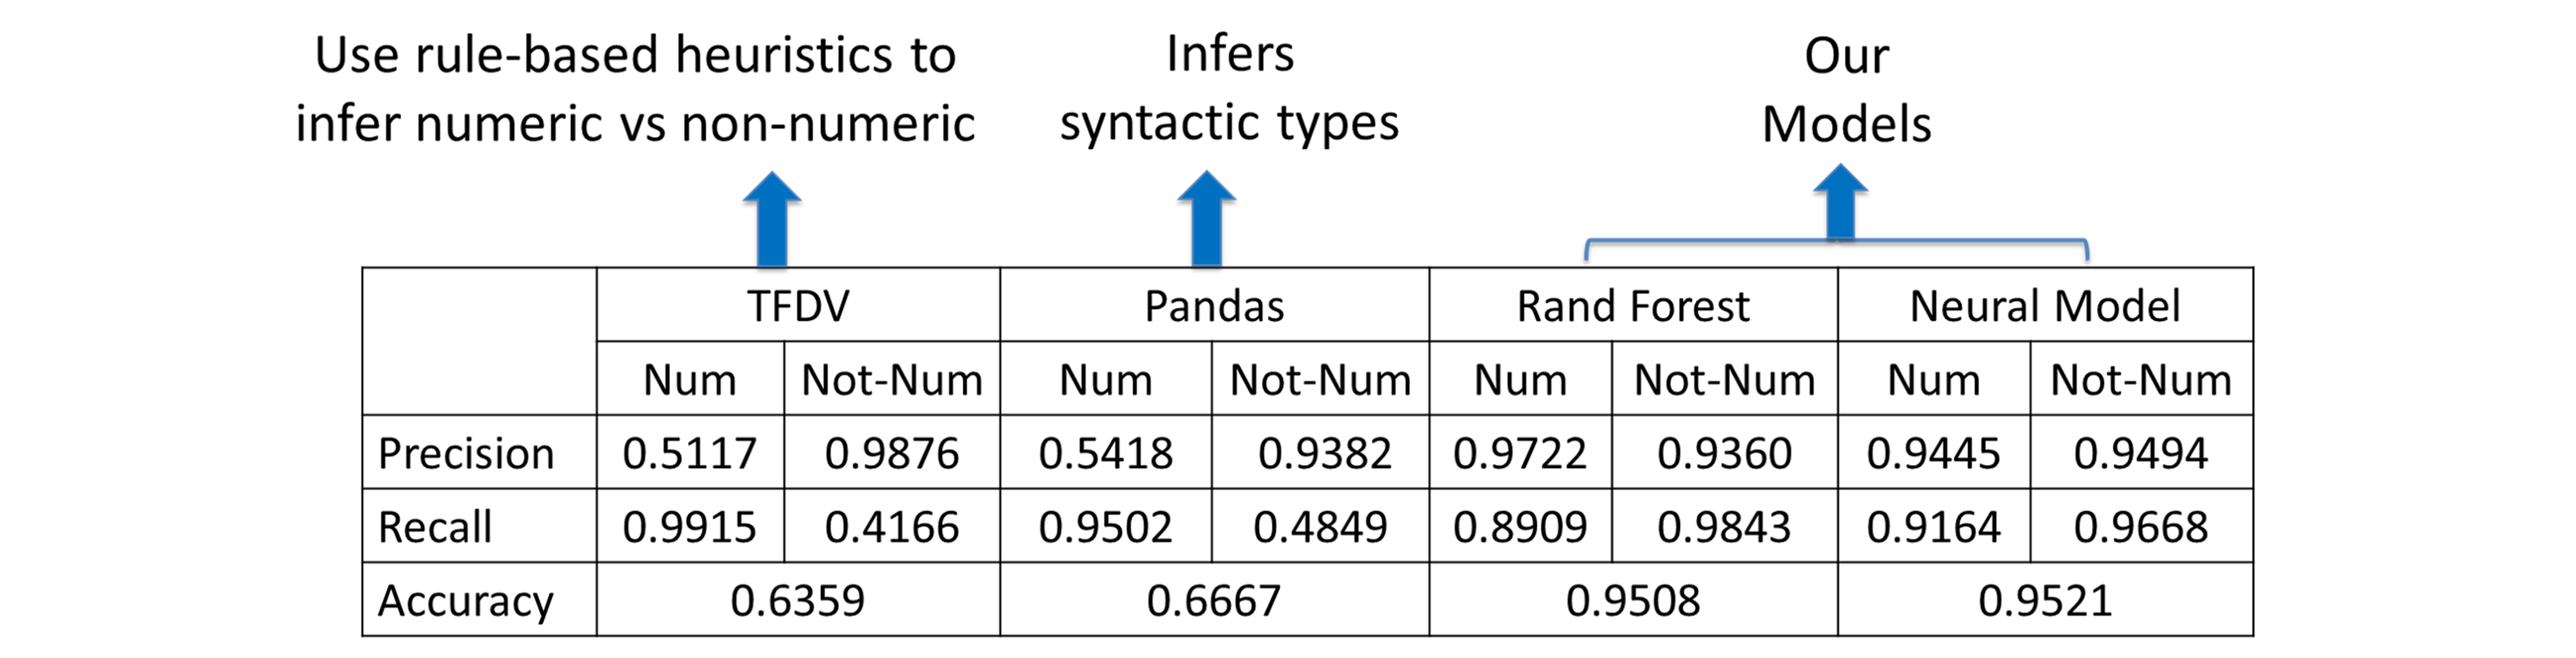 Use rule-based heuristics to
infer numeric vs non-numeric
Infers
syntactic types
Our
Models
TFDV Pandas Rand Forest Neural Model
Num Not-Num Num Not-Num Num Not-Num Num Not-Num
Precision 0.5117 0.9876 0.5418 0.9382 0.9722 0.9360 0.9445 0.9494
Recall 0.9915 0.4166 0.9502 0.4849 0.8909 0.9843 0.9164 0.9668
Accuracy 0.6359 0.6667 0.9508 0.9521